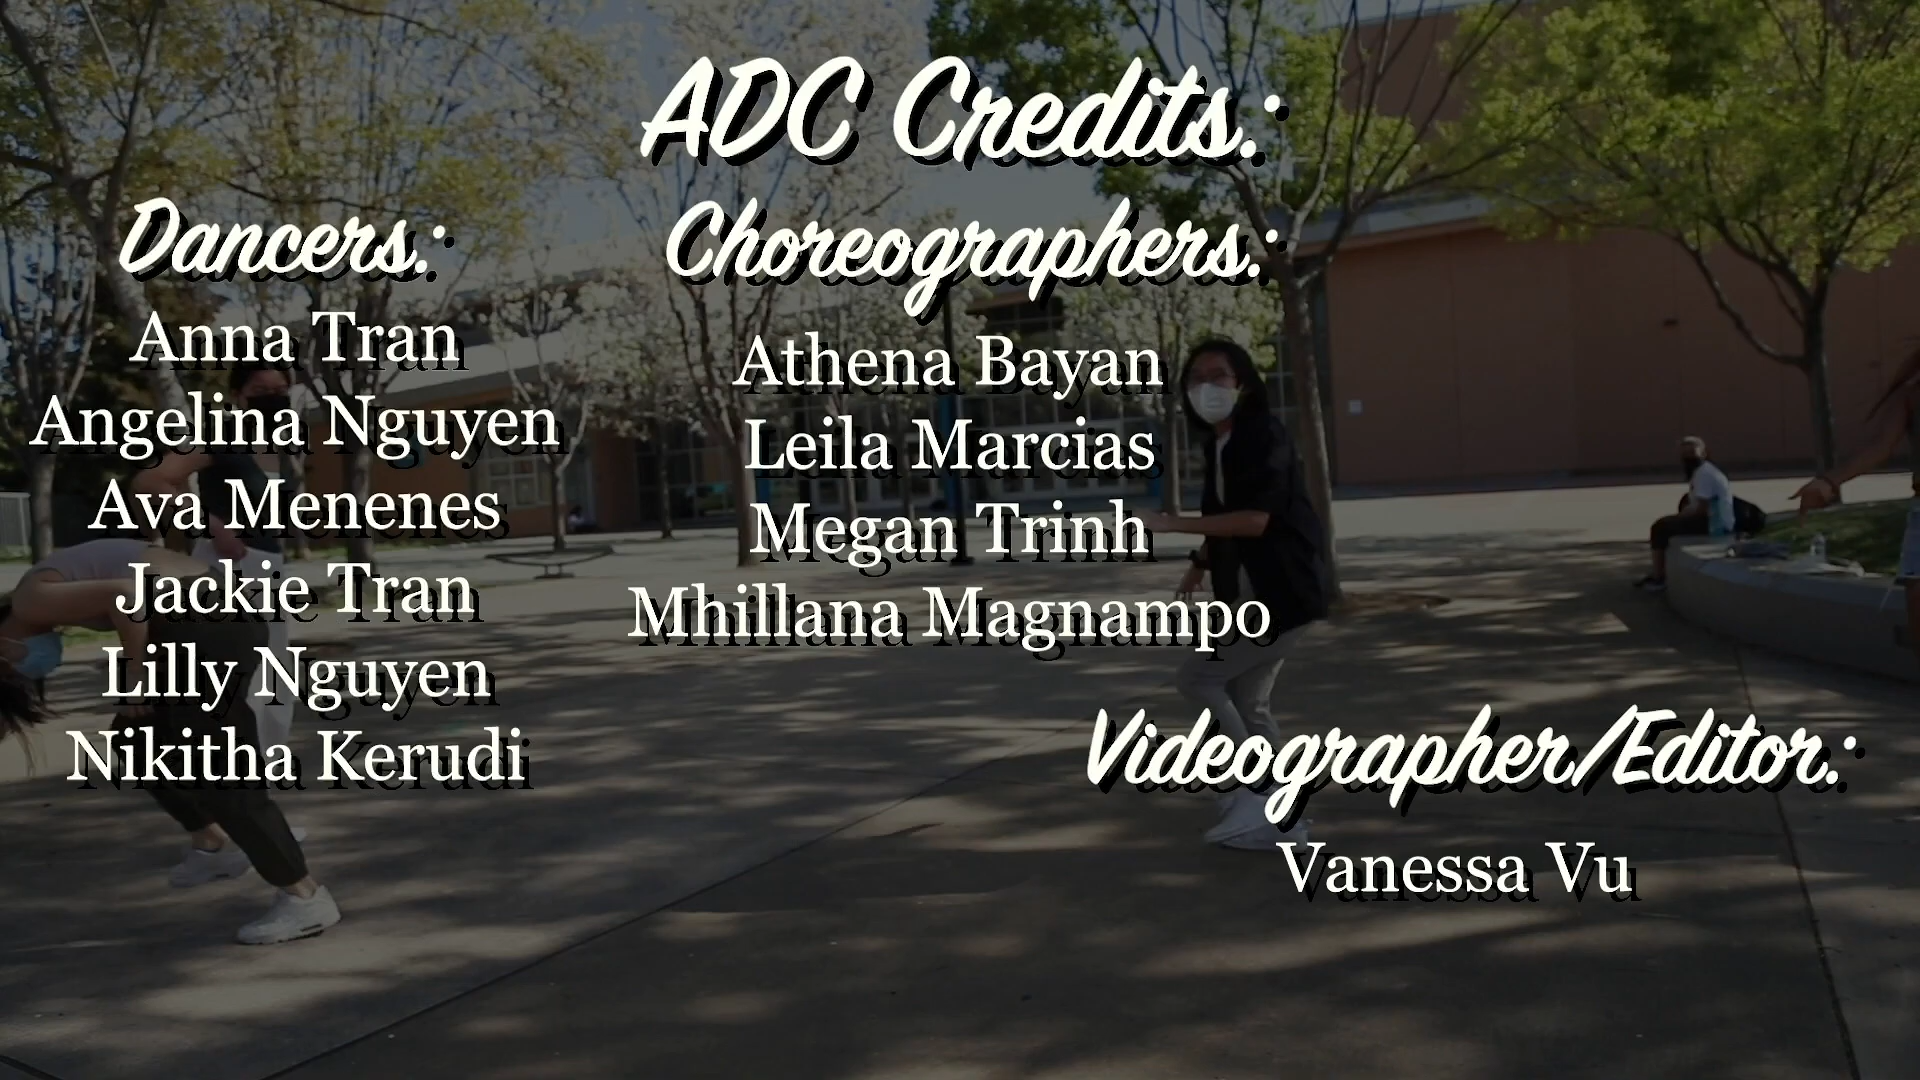 ADC Credits:
Dancers:
Anna Tran
Angelina Nguyen
Ava Menenes
Jackie Tran
Lilly Nguyen
Nikitha Kerudi
Choreographers:
Athena Bayan
Leila Marcias
Megan Trinh
Mhillana Magnampo
Videographer/Editor:
Vanessa Vu